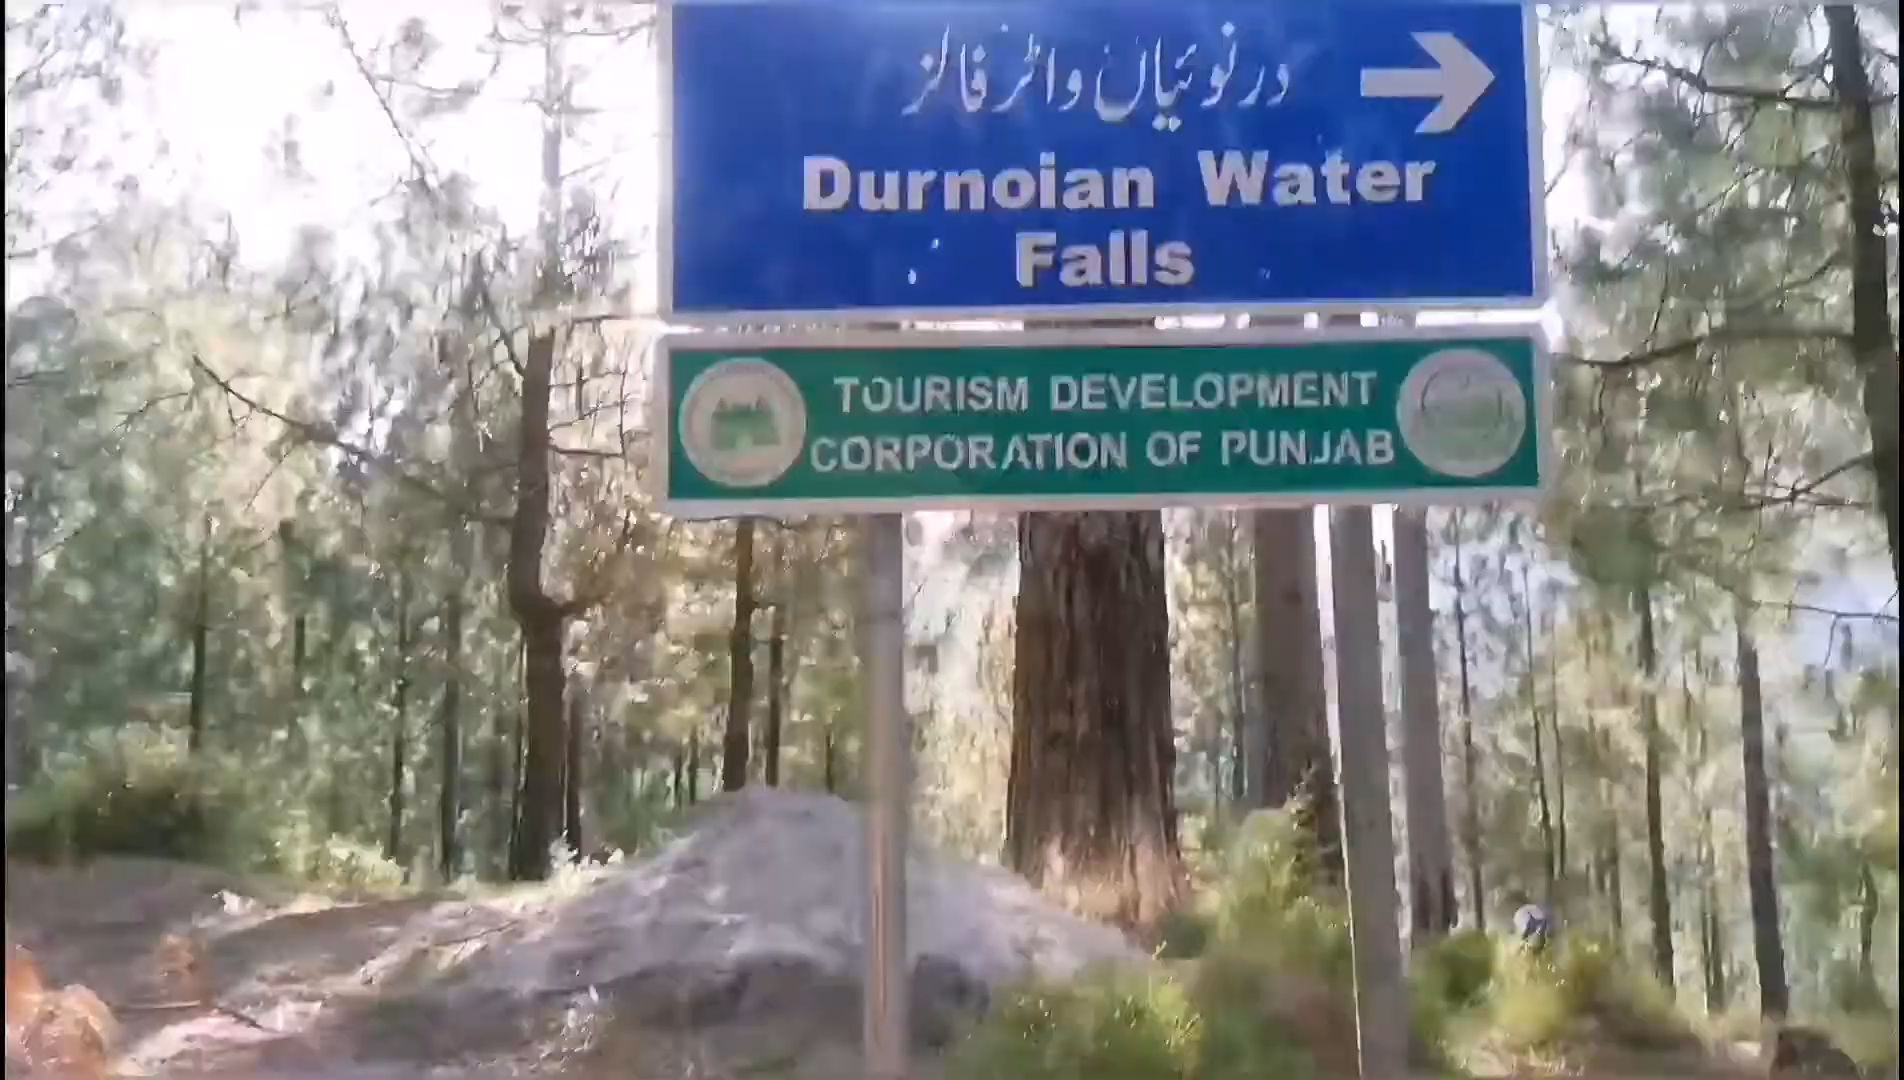 درنوئیاں واٹر فالز
Durnoian Water
Falls
TOURISM DEVELOPMENT
CORPORATION OF PUNJAB